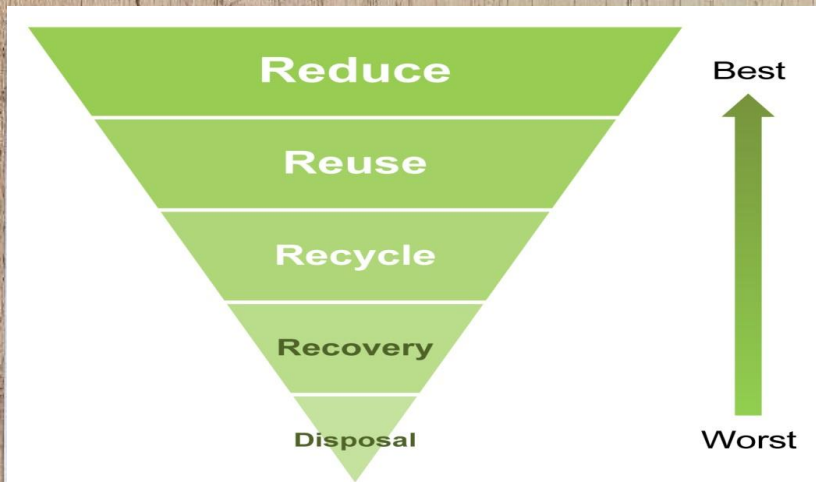 Reduce
Best
Reuse
Recycle
Recovery
Disposal
Worst